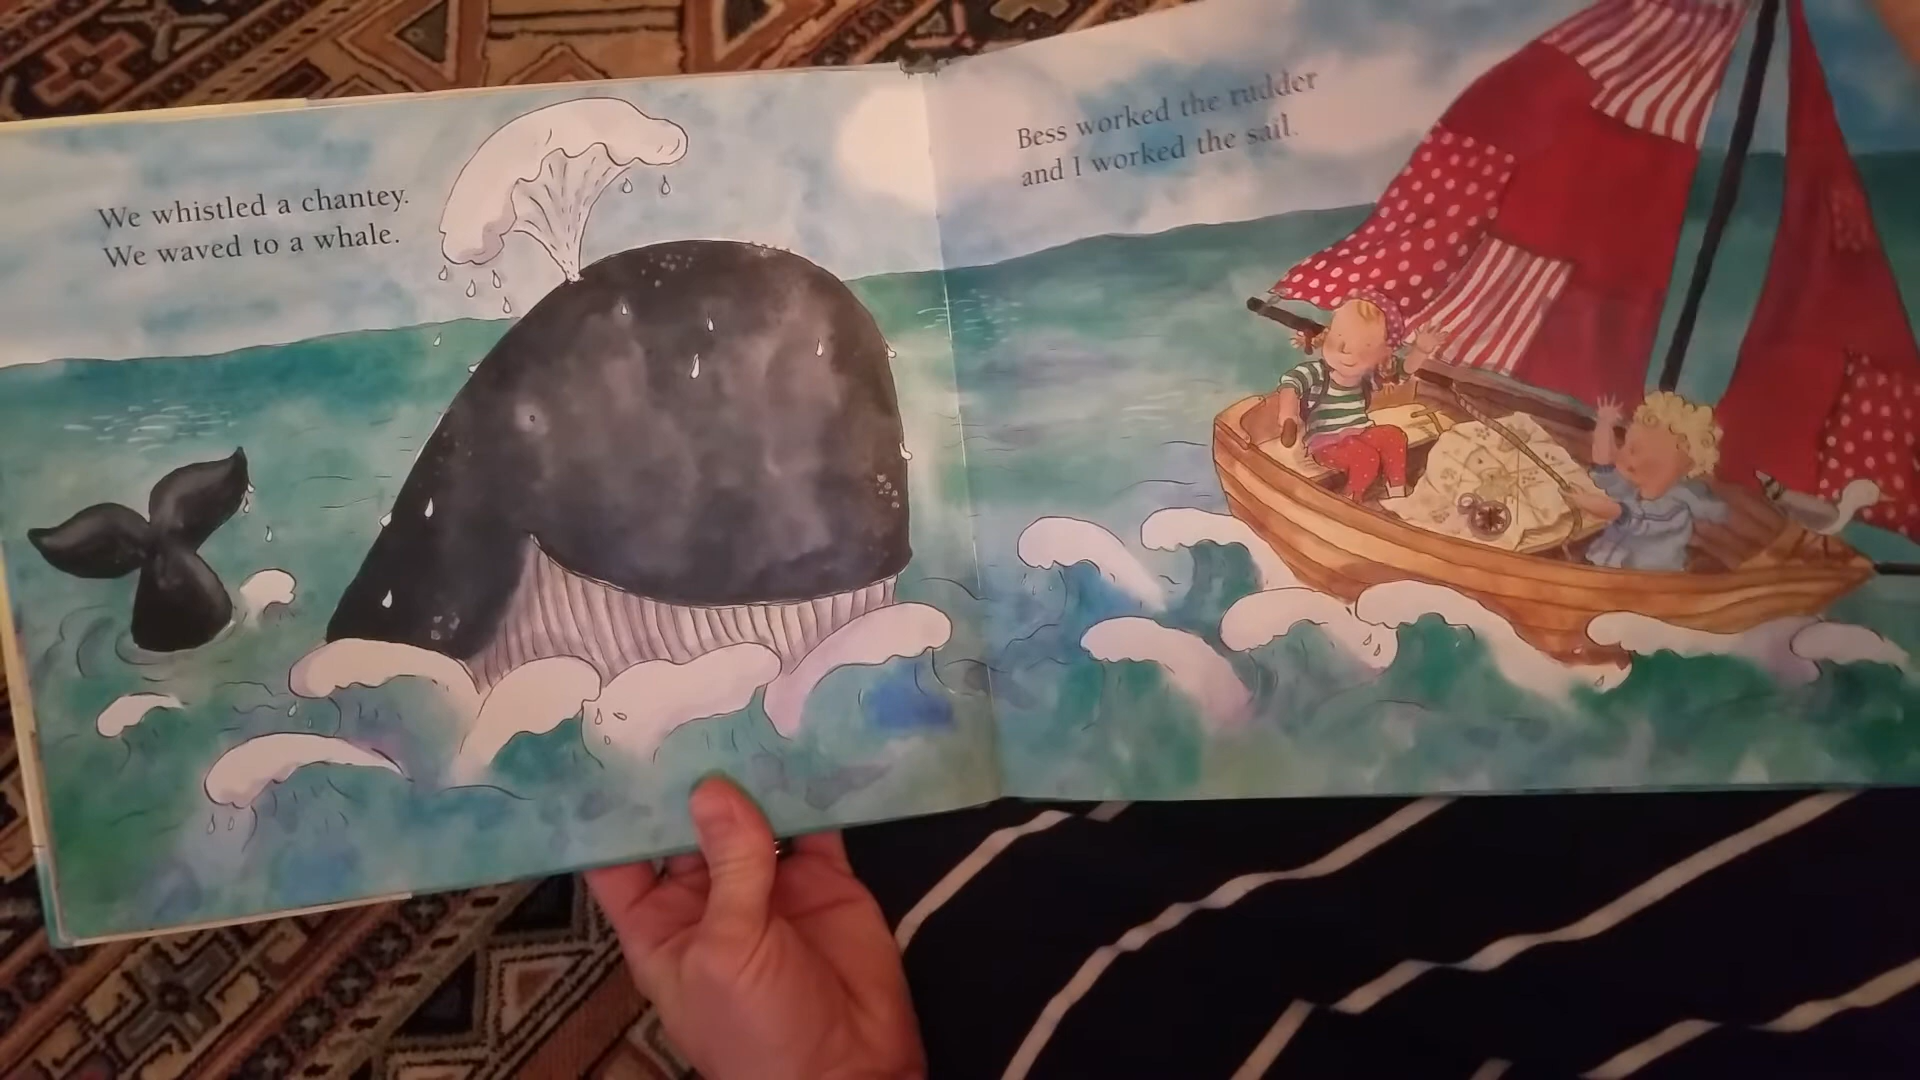 We whistled a chantey.
We waved to a whale.
Bess worked the rudder
and I worked the sail.